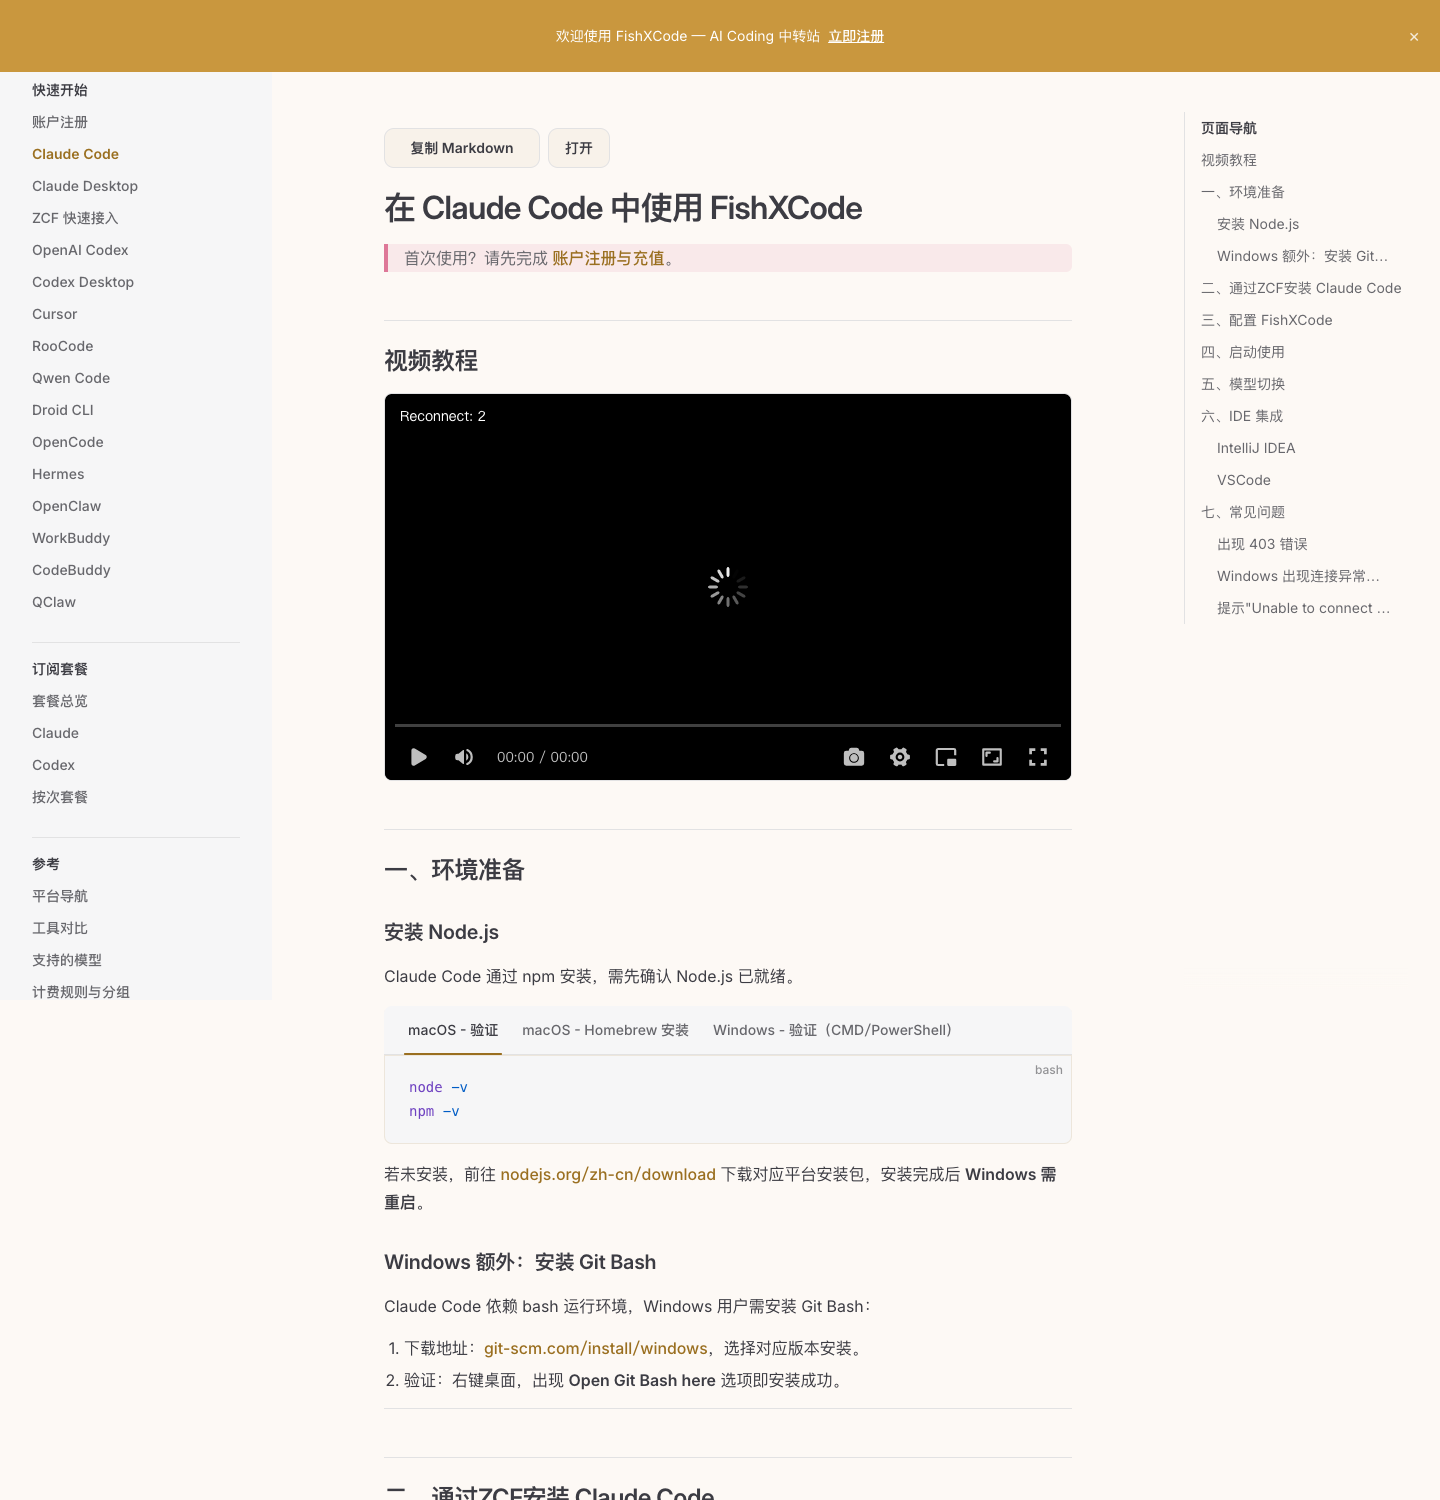 欢迎使用 FishXCode — AI Coding 中转站 立即注册
×
快速开始
账户注册
Claude Code
Claude Desktop
ZCF 快速接入
OpenAI Codex
Codex Desktop
Cursor
RooCode
Qwen Code
Droid CLI
OpenCode
Hermes
OpenClaw
WorkBuddy
CodeBuddy
QClaw
订阅套餐
套餐总览
Claude
Codex
按次套餐
参考
平台导航
工具对比
支持的模型
计费规则与分组
复制 Markdown
打开
在 Claude Code 中使用 FishXCode
首次使用？请先完成 账户注册与充值。
视频教程
Reconnect: 2
00:00 / 00:00
一、环境准备
安装 Node.js
Claude Code 通过 npm 安装，需先确认 Node.js 已就绪。
macOS - 验证
macOS - Homebrew 安装
Windows - 验证（CMD/PowerShell）
bash
node -v
npm -v
若未安装，前往 nodejs.org/zh-cn/download 下载对应平台安装包，安装完成后 Windows 需
重启。
Windows 额外：安装 Git Bash
Claude Code 依赖 bash 运行环境，Windows 用户需安装 Git Bash：
1. 下载地址：git-scm.com/install/windows，选择对应版本安装。
2. 验证：右键桌面，出现 Open Git Bash here 选项即安装成功。
二、通过ZCF安装 Claude Code
页面导航
视频教程
一、环境准备
安装 Node.js
Windows 额外：安装 Git…
二、通过ZCF安装 Claude Code
三、配置 FishXCode
四、启动使用
五、模型切换
六、IDE 集成
IntelliJ IDEA
VSCode
七、常见问题
出现 403 错误
Windows 出现连接异常…
提示"Unable to connect …